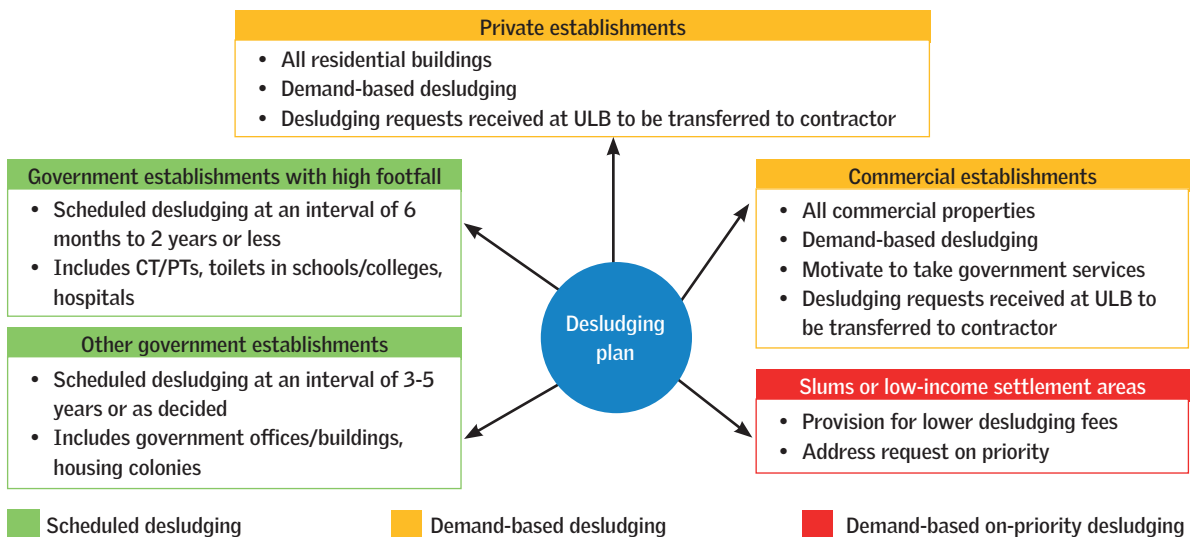 Private establishments
• All residential buildings
• Demand-based desludging
• Desludging requests received at ULB to be transferred to contractor
Government establishments with high footfall
• Scheduled desludging at an interval of 6
months to 2 years or less
• Includes CT/PTs, toilets in schools/colleges,
hospitals
Commercial establishments
• All commercial properties
• Demand-based desludging
• Motivate to take government services
• Desludging requests received at ULB to
be transferred to contractor
Desludging
plan
Other government establishments
• Scheduled desludging at an interval of 3-5
years or as decided
• Includes government offices/buildings,
housing colonies
Slums or low-income settlement areas
• Provision for lower desludging fees
• Address request on priority
Scheduled desludging
Demand-based desludging
Demand-based on-priority desludging